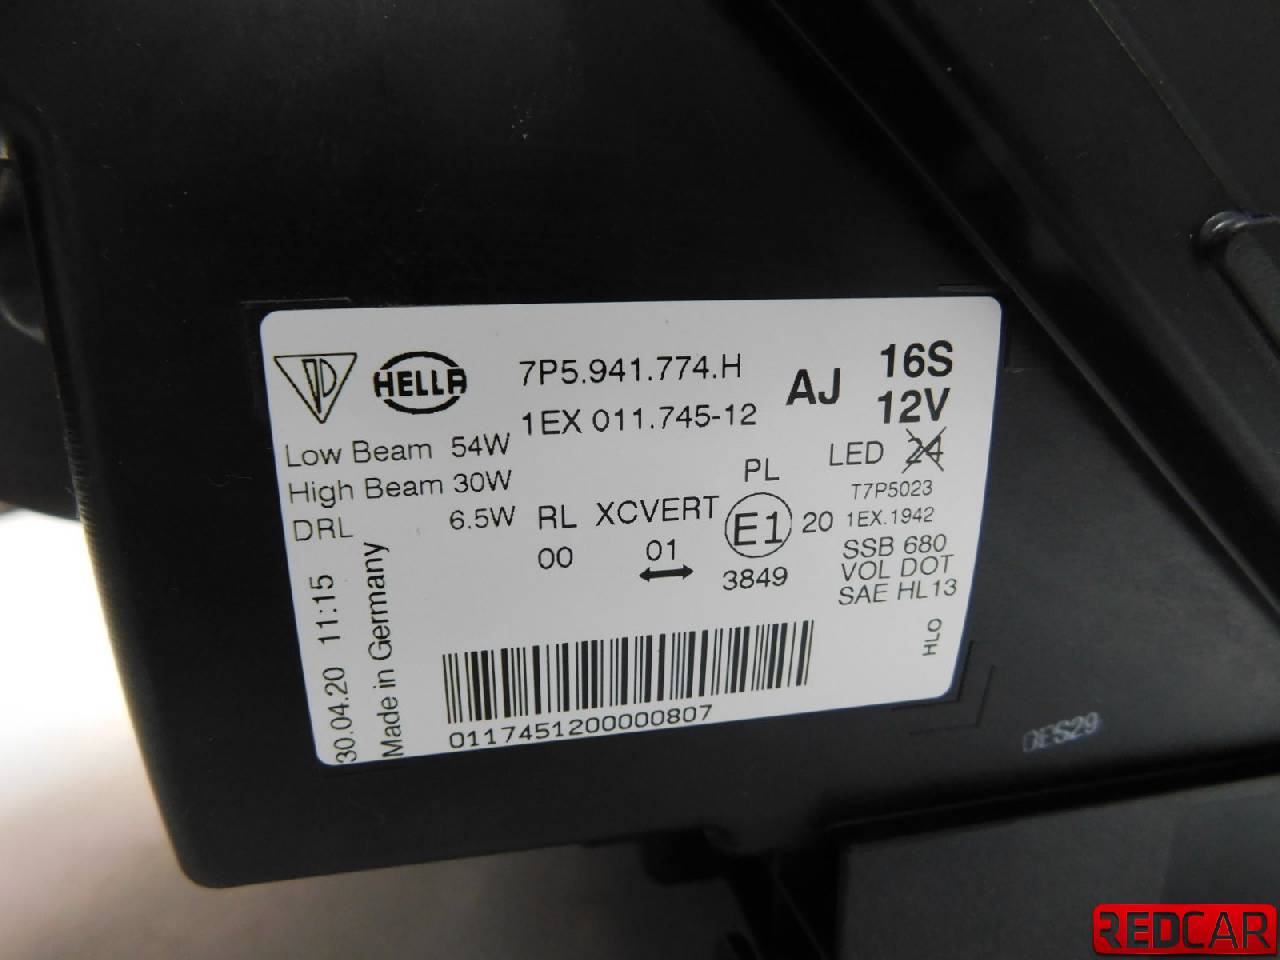 HELLA
7P5.941.774.H
1EX 011.745-12
AJ
16S
12V
Low Beam 54W
High Beam 30W
DRL 6.5W
RL
00
XCVERT
01
PL
E1
20
3849
LED 24
T7P5023
1EX.1942
SSB 680
VOL DOT
SAE HL13
HLO
30.04.20 11:15
Made in Germany
01174512000000807
0ES29
REDCAR